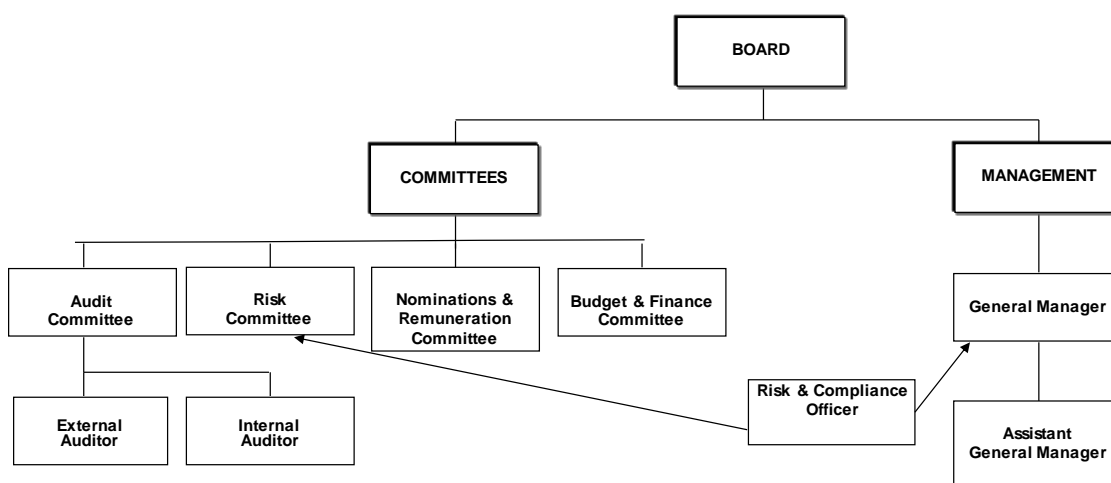 BOARD
COMMITTEES
MANAGEMENT
Audit
Committee
Risk
Committee
Nominations &
Remuneration
Committee
Budget & Finance
Committee
General Manager
External
Auditor
Internal
Auditor
Risk & Compliance
Officer
Assistant
General Manager